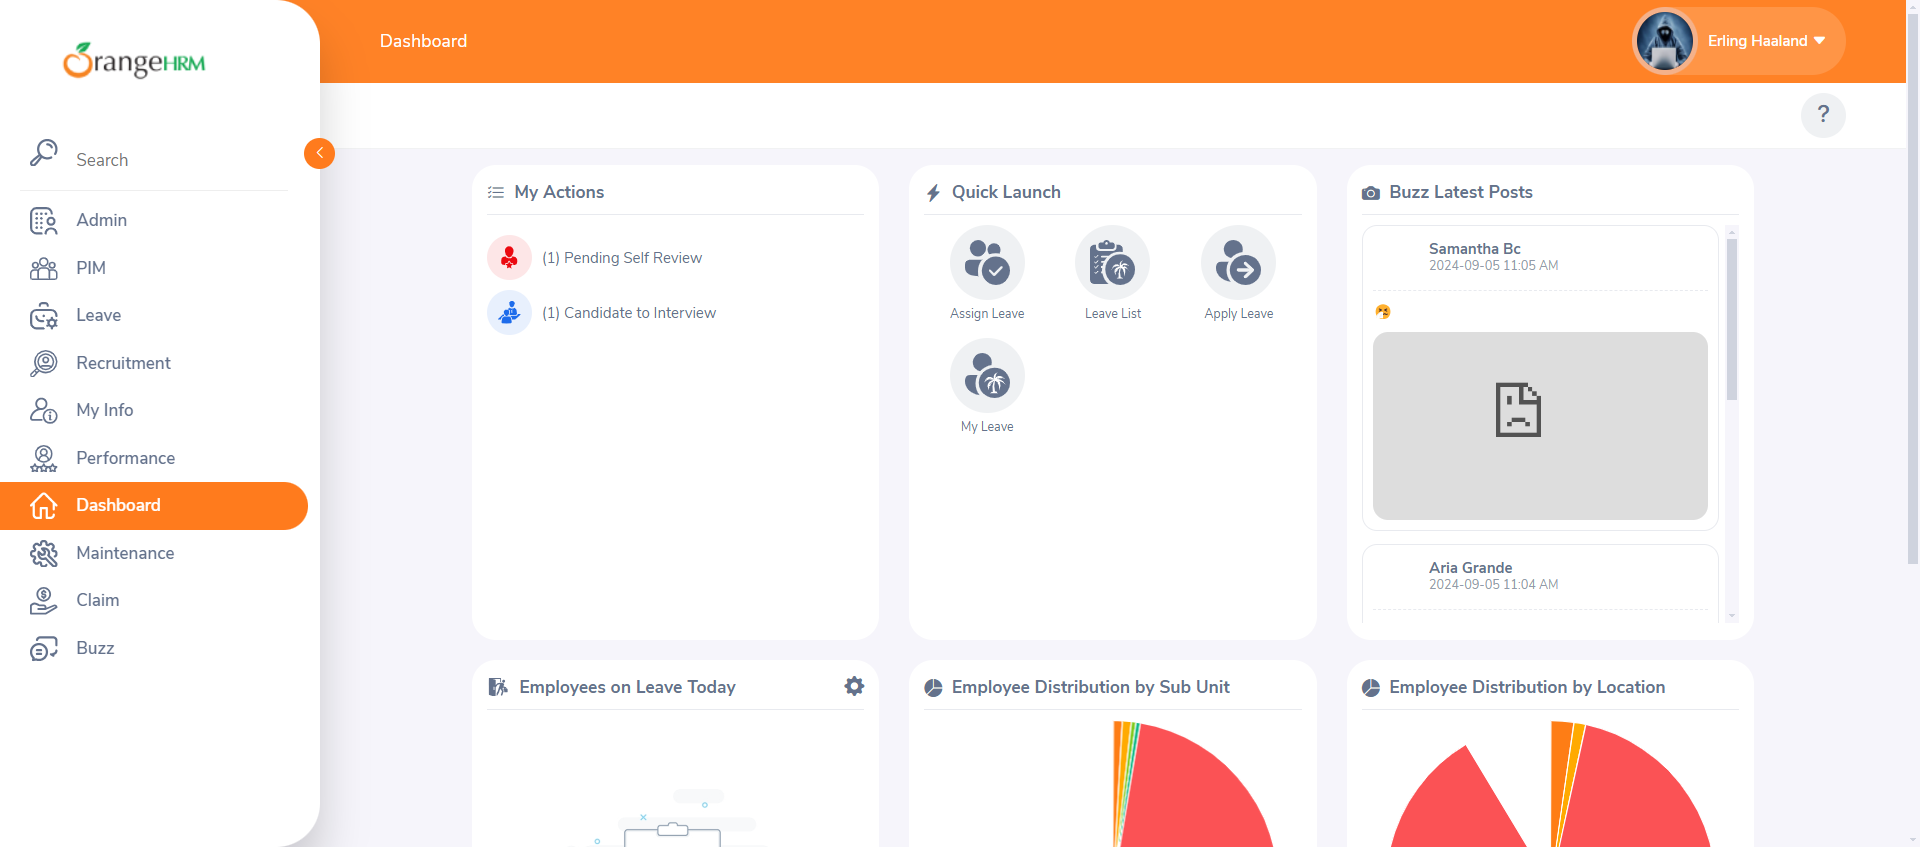 OrangeHRM
Dashboard
Erling Haaland
?
Search
Admin
PIM
Leave
Recruitment
My Info
Performance
Dashboard
Maintenance
Claim
Buzz
My Actions
(1) Pending Self Review
(1) Candidate to Interview
Quick Launch
Assign Leave
Leave List
Apply Leave
My Leave
Buzz Latest Posts
Samantha Bc
2024-09-05 11:05 AM
Aria Grande
2024-09-05 11:04 AM
Employees on Leave Today
Employee Distribution by Sub Unit
Employee Distribution by Location